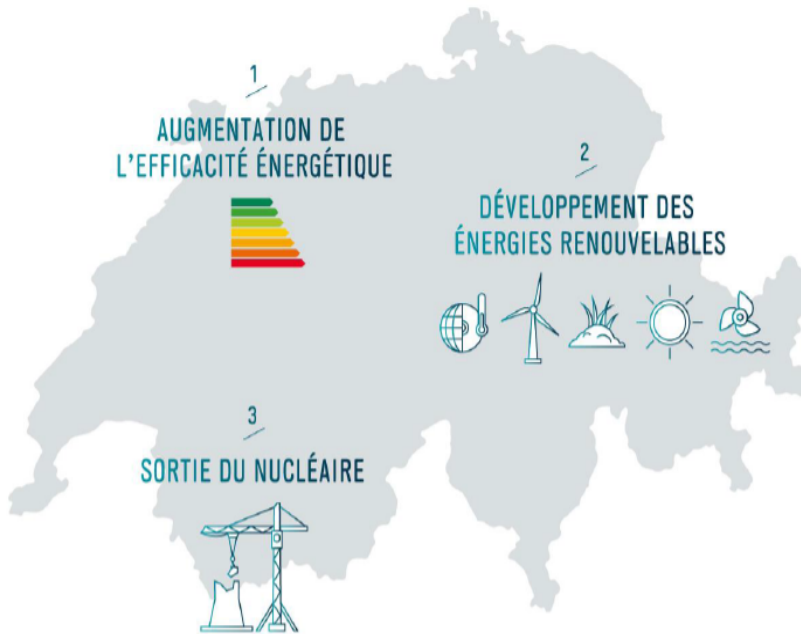 1
AUGMENTATION DE
L'EFFICACITÉ ÉNERGÉTIQUE
2
DÉVELOPPEMENT DES
ÉNERGIES RENOUVELABLES
3
SORTIE DU NUCLÉAIRE